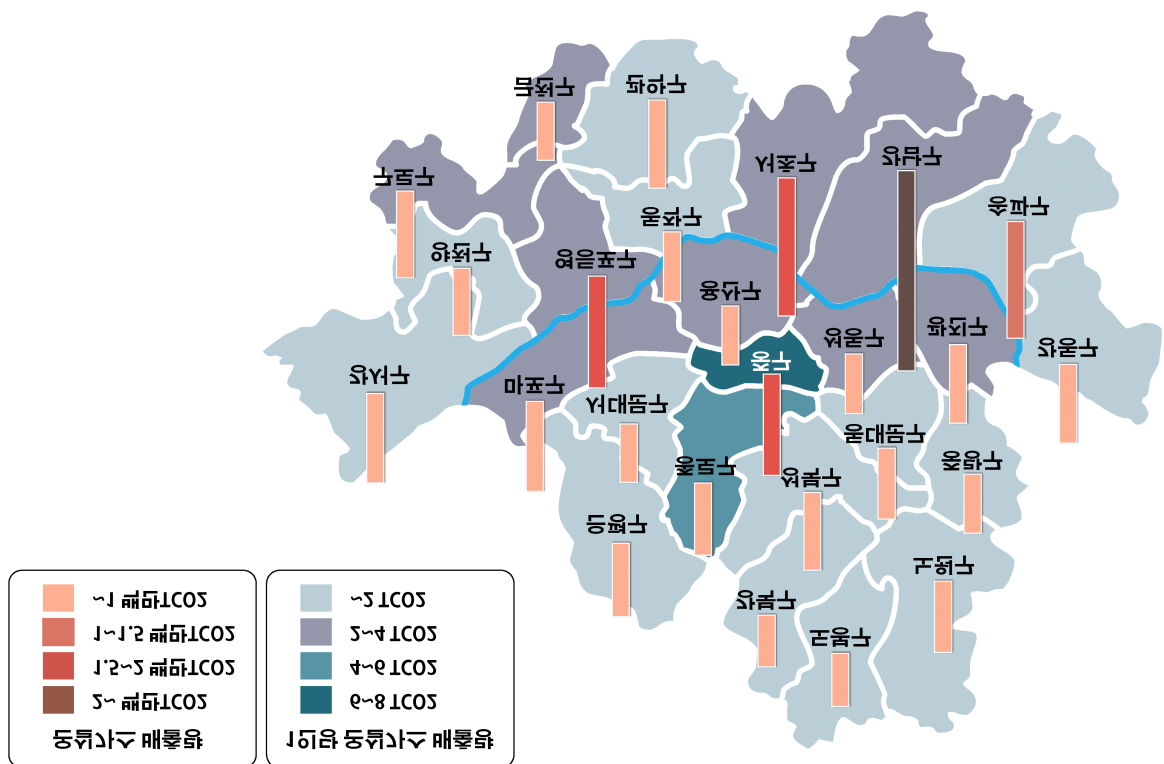 온실가스 배출량
2~ 백만TCO2
1.5~2 백만TCO2
1~1.5 백만TCO2
~1 백만TCO2
1인당 온실가스 배출량
6~8 TCO2
4~6 TCO2
2~4 TCO2
~2 TCO2
도봉구
강북구
노원구
은평구
성북구
종로구
중랑구
동대문구
서대문구
마포구
강서구
중구
강동구
성동구
광진구
용산구
영등포구
양천구
동작구
송파구
구로구
서초구
강남구
금천구
관악구